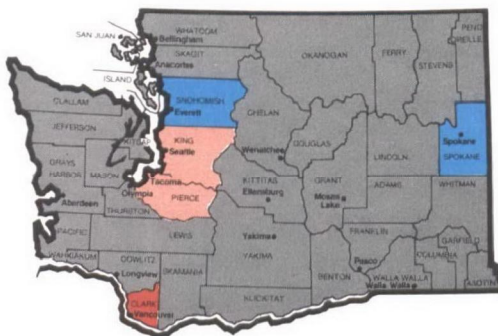 WHATCOM
SAN JUAN
Bellingham
PEND
OREILLE
SKAGIT
Anacortes
OKANOGAN
FERRY
STEVENS
ISLAND
SNOHOMISH
Everett
CLALLAM
CHELAN
Spokane
JEFFERSON
KING
Seattle
DOUGLAS
LINCOLN
SPOKANE
Wenatchee
GRAYS
HARBOR
MASON
Tacoma
KITTITAS
Ellensburg
GRANT
Moses
Lake
ADAMS
WHITMAN
Olympia
PIERCE
Aberdeen
THURSTON
PACIFIC
LEWIS
Yakima
YAKIMA
FRANKLIN
GARFIELD
COLUMBIA
WAHKIAKUM
COWLITZ
Longview
SKAMANIA
Pasco
BENTON
WALLA WALLA
Walla Walla
ASOTIN
CLARK
Vancouver
KLICKITAT